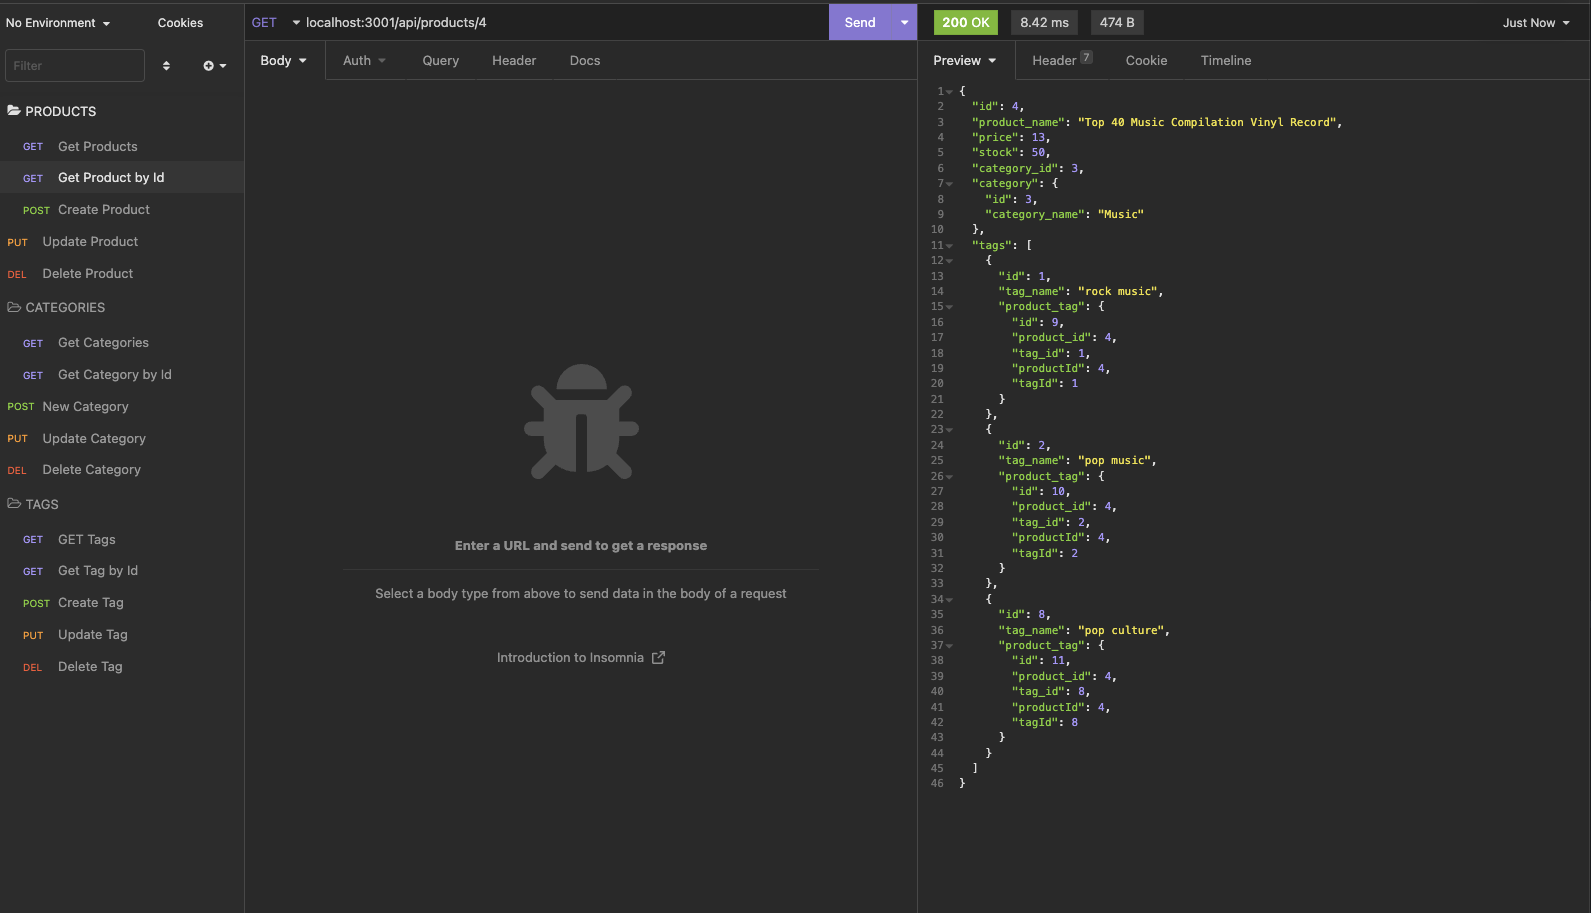 No Environment
Cookies
Filter
PRODUCTS
GET Get Products
GET Get Product by Id
POST Create Product
PUT Update Product
DEL Delete Product
CATEGORIES
GET Get Categories
GET Get Category by Id
POST New Category
PUT Update Category
DEL Delete Category
TAGS
GET GET Tags
GET Get Tag by Id
POST Create Tag
PUT Update Tag
DEL Delete Tag
GET localhost:3001/api/products/4
Send
Body Auth Query Header Docs
Enter a URL and send to get a response
Select a body type from above to send data in the body of a request
Introduction to Insomnia
200 OK 8.42 ms 474 B Just Now
Preview Header 7 Cookie Timeline
1 {
2 "id": 4,
3 "product_name": "Top 40 Music Compilation Vinyl Record",
4 "price": 13,
5 "stock": 50,
6 "category_id": 3,
7 "category": {
8 "id": 3,
9 "category_name": "Music"
10 },
11 "tags": [
12 {
13 "id": 1,
14 "tag_name": "rock music",
15 "product_tag": {
16 "id": 9,
17 "product_id": 4,
18 "tag_id": 1,
19 "productId": 4,
20 "tagId": 1
21 }
22 },
23 {
24 "id": 2,
25 "tag_name": "pop music",
26 "product_tag": {
27 "id": 10,
28 "product_id": 4,
29 "tag_id": 2,
30 "productId": 4,
31 "tagId": 2
32 }
33 },
34 {
35 "id": 8,
36 "tag_name": "pop culture",
37 "product_tag": {
38 "id": 11,
39 "product_id": 4,
40 "tag_id": 8,
41 "productId": 4,
42 "tagId": 8
43 }
44 }
45 ]
46 }